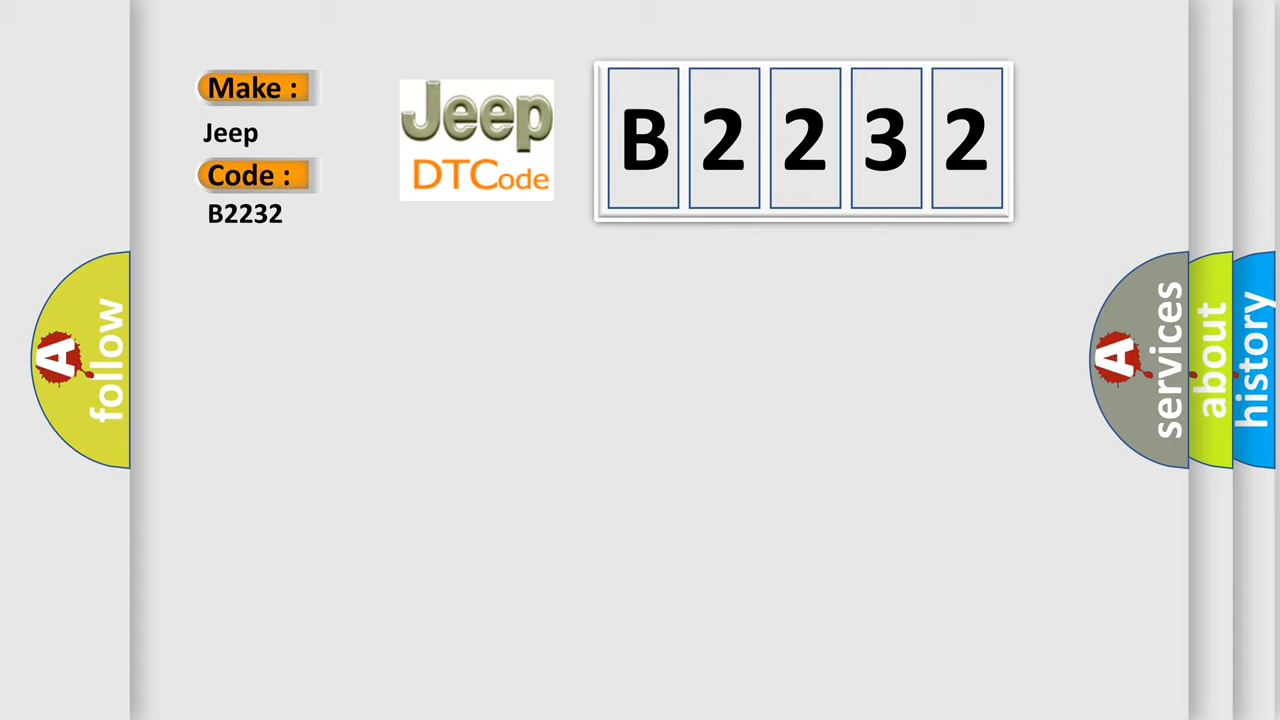 Make :
Jeep
Code :
B2232
Jeep
DTCode
B 2 2 3 2
A follow
A services
about
history